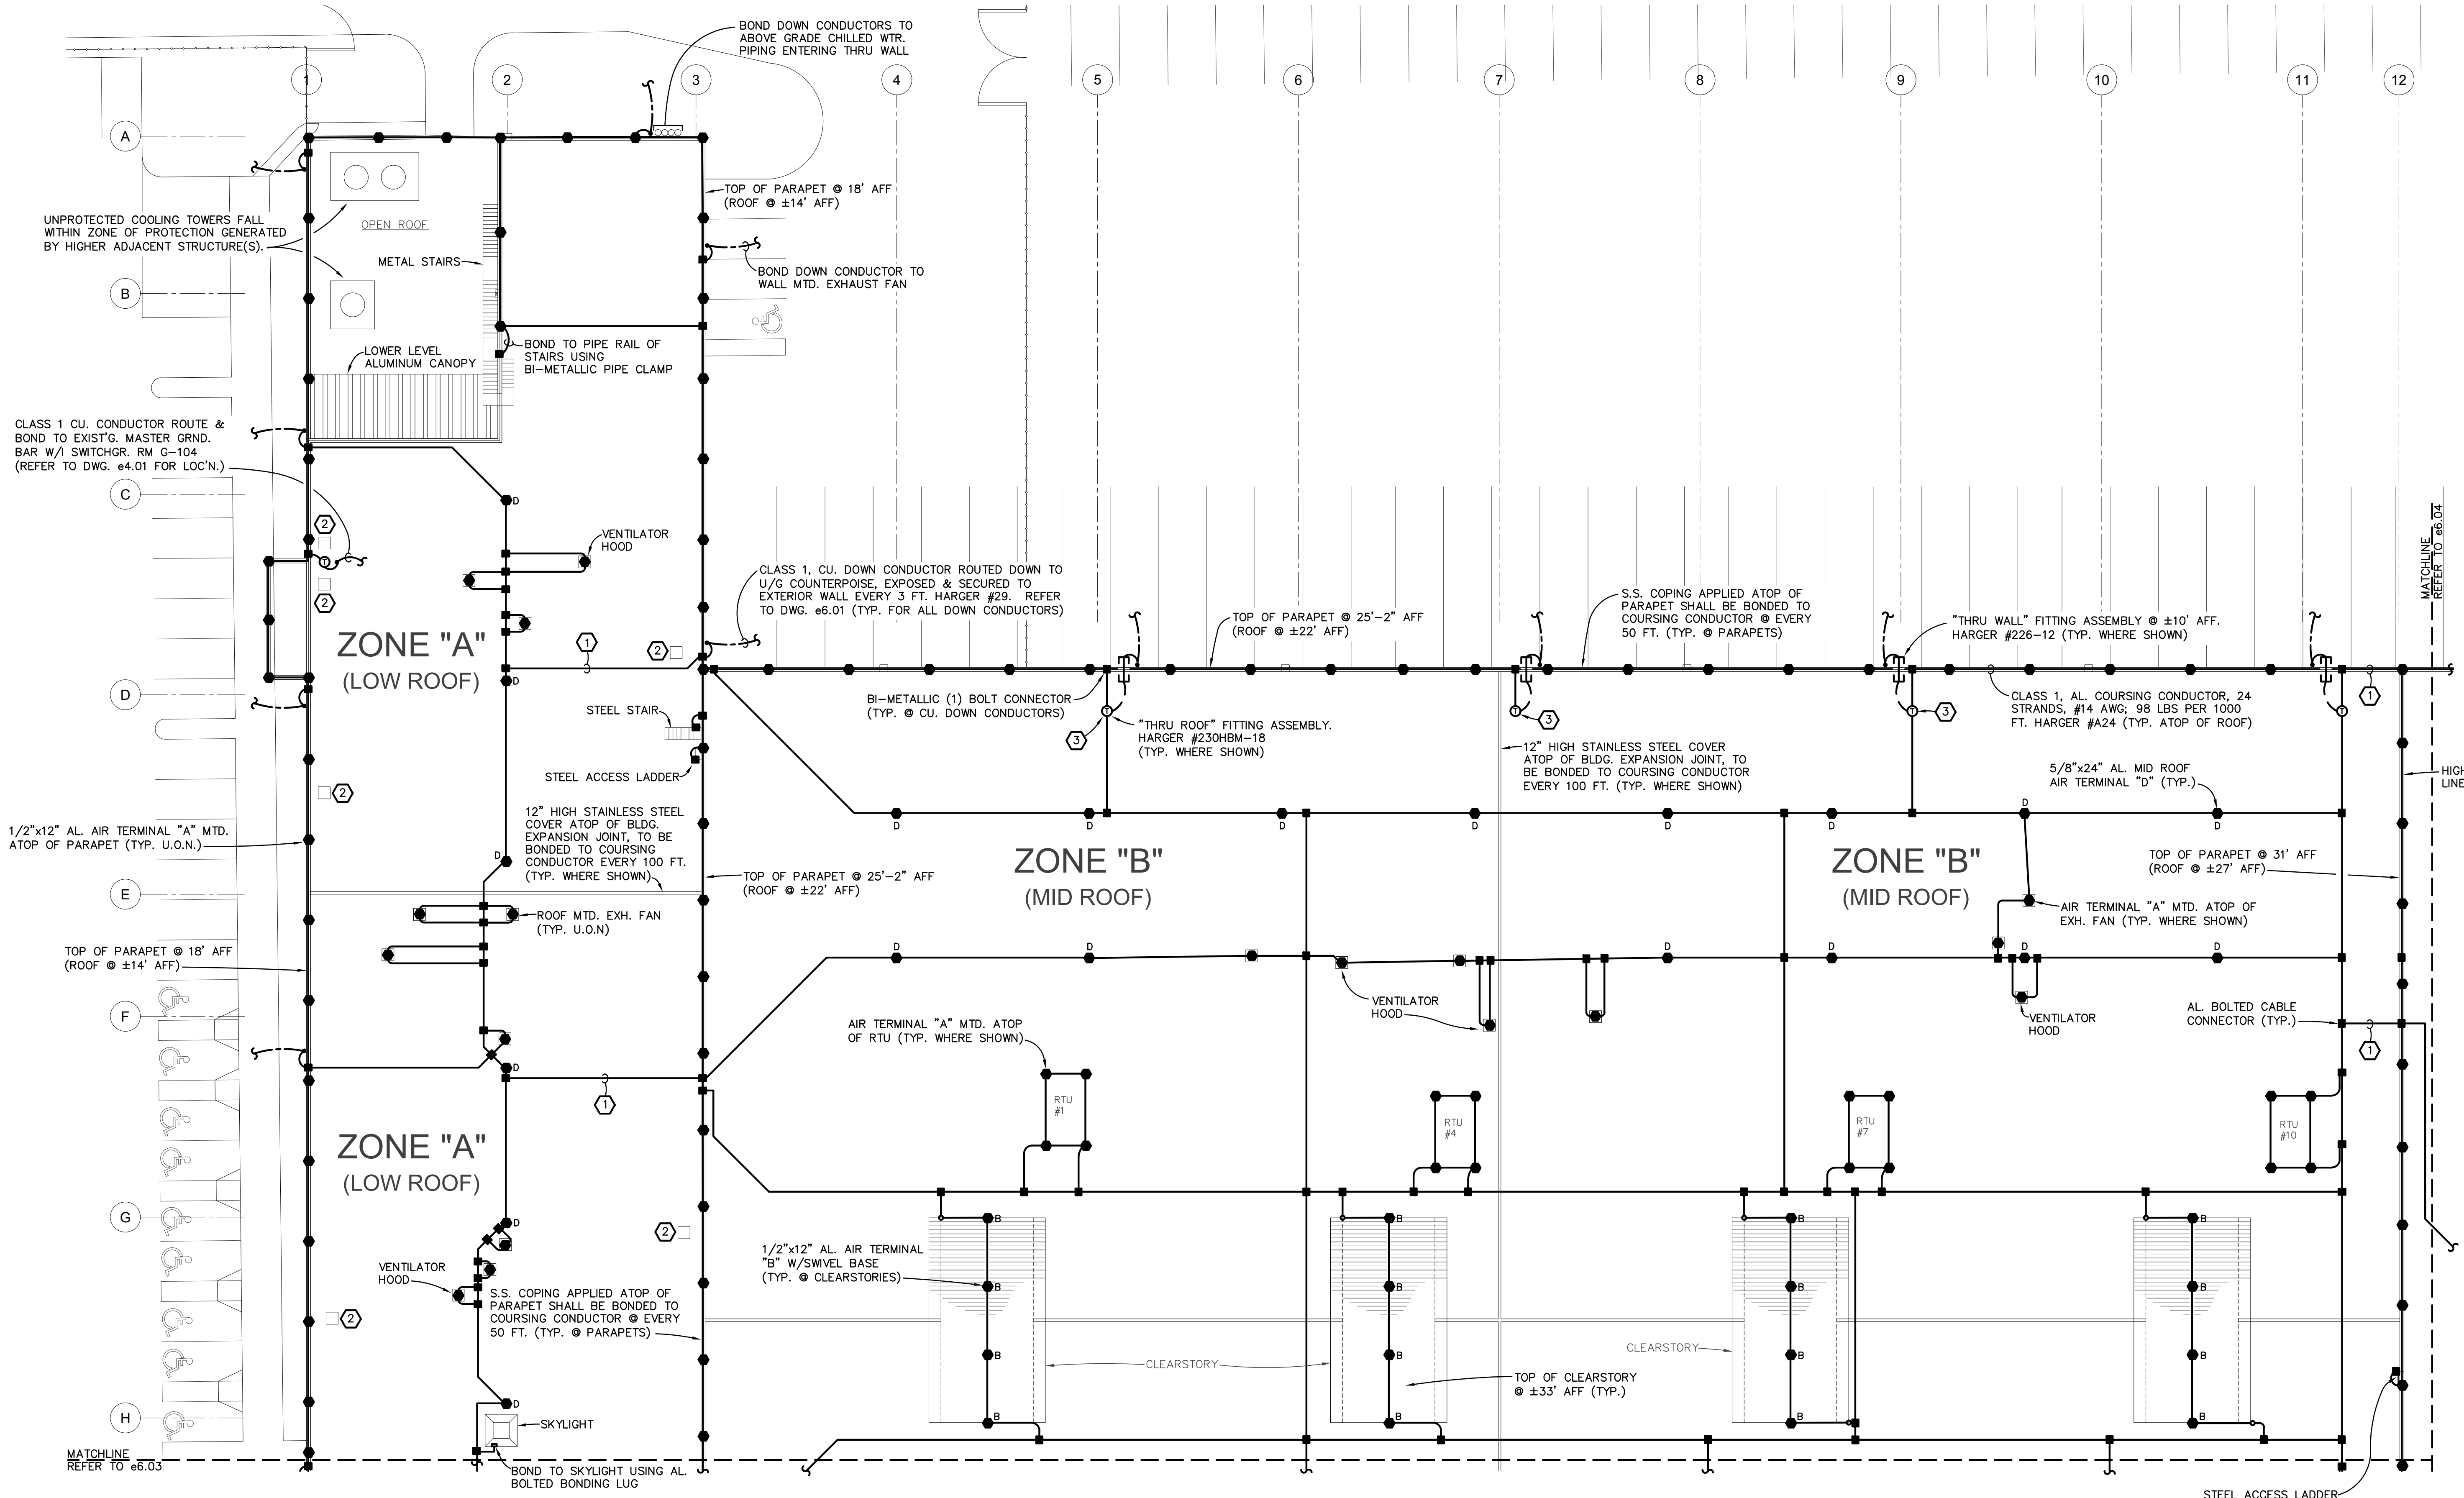 BOND DOWN CONDUCTORS TO
ABOVE GRADE CHILLED WTR.
PIPING ENTERING THRU WALL
1
2
3
4
5
6
7
8
9
10
11
12
A
B
C
D
E
F
G
H
TOP OF PARAPET @ 18' AFF
(ROOF @ ±14' AFF)
UNPROTECTED COOLING TOWERS FALL
WITHIN ZONE OF PROTECTION GENERATED
BY HIGHER ADJACENT STRUCTURE(S).
OPEN ROOF
METAL STAIRS
BOND DOWN CONDUCTOR TO
WALL MTD. EXHAUST FAN
LOWER LEVEL
ALUMINUM CANOPY
BOND TO PIPE RAIL OF
STAIRS USING
BI-METALLIC PIPE CLAMP
CLASS 1 CU. CONDUCTOR ROUTE &
BOND TO EXIST'G. MASTER GRND.
BAR W/I SWITCHGR. RM G-104
(REFER TO DWG. e4.01 FOR LOC'N.)
D
2
T
2
VENTILATOR
HOOD
ZONE "A"
(LOW ROOF)
1
2
D
CLASS 1, CU. DOWN CONDUCTOR ROUTED DOWN TO
U/G COUNTERPOISE, EXPOSED & SECURED TO
EXTERIOR WALL EVERY 3 FT. HARGER #29. REFER
TO DWG. e6.01 (TYP. FOR ALL DOWN CONDUCTORS)
TOP OF PARAPET @ 25'-2" AFF
(ROOF @ ±22' AFF)
S.S. COPING APPLIED ATOP OF
PARAPET SHALL BE BONDED TO
COURSING CONDUCTOR @ EVERY
50 FT. (TYP. @ PARAPETS)
"THRU WALL" FITTING ASSEMBLY @ ±10' AFF.
HARGER #226-12 (TYP. WHERE SHOWN)
MATCHLINE
REFER TO e6.04
BI-METALLIC (1) BOLT CONNECTOR
(TYP. @ CU. DOWN CONDUCTORS)
CLASS 1, AL. COURSING CONDUCTOR, 24
STRANDS, #14 AWG; 98 LBS PER 1000
FT. HARGER #A24 (TYP. ATOP OF ROOF)
1
STEEL STAIR
T
T
T
T
3
3
3
"THRU ROOF" FITTING ASSEMBLY.
HARGER #230HBM-18
(TYP. WHERE SHOWN)
12" HIGH STAINLESS STEEL COVER
ATOP OF BLDG. EXPANSION JOINT, TO
BE BONDED TO COURSING CONDUCTOR
EVERY 100 FT. (TYP. WHERE SHOWN)
STEEL ACCESS LADDER
5/8"x24" AL. MID ROOF
AIR TERMINAL "D" (TYP.)
HIGH
LINE
2
12" HIGH STAINLESS STEEL
COVER ATOP OF BLDG.
EXPANSION JOINT, TO BE
BONDED TO COURSING
CONDUCTOR EVERY 100 FT.
(TYP. WHERE SHOWN)
1/2"x12" AL. AIR TERMINAL "A" MTD.
ATOP OF PARAPET (TYP. U.O.N.)
D
D
D
D
D
D
D
D
D
ZONE "B"
(MID ROOF)
ZONE "B"
(MID ROOF)
TOP OF PARAPET @ 31' AFF
(ROOF @ ±27' AFF)
TOP OF PARAPET @ 25'-2" AFF
(ROOF @ ±22' AFF)
ROOF MTD. EXH. FAN
(TYP. U.O.N)
AIR TERMINAL "A" MTD. ATOP OF
EXH. FAN (TYP. WHERE SHOWN)
TOP OF PARAPET @ 18' AFF
(ROOF @ ±14' AFF)
D
D
D
D
D
D
VENTILATOR
HOOD
VENTILATOR
HOOD
AL. BOLTED CABLE
CONNECTOR (TYP.)
1
AIR TERMINAL "A" MTD. ATOP
OF RTU (TYP. WHERE SHOWN)
D
1
RTU
#1
RTU
#4
RTU
#7
RTU
#10
ZONE "A"
(LOW ROOF)
D
2
B
B
B
B
1/2"x12" AL. AIR TERMINAL
"B" W/SWIVEL BASE
(TYP. @ CLEARSTORIES)
B
B
B
B
VENTILATOR
HOOD
S.S. COPING APPLIED ATOP OF
PARAPET SHALL BE BONDED TO
COURSING CONDUCTOR @ EVERY
50 FT. (TYP. @ PARAPETS)
2
B
B
B
B
CLEARSTORY
CLEARSTORY
TOP OF CLEARSTORY
@ ±33' AFF (TYP.)
D
B
B
B
B
SKYLIGHT
MATCHLINE
REFER TO e6.03
BOND TO SKYLIGHT USING AL.
BOLTED BONDING LUG
STEEL ACCESS LADDER